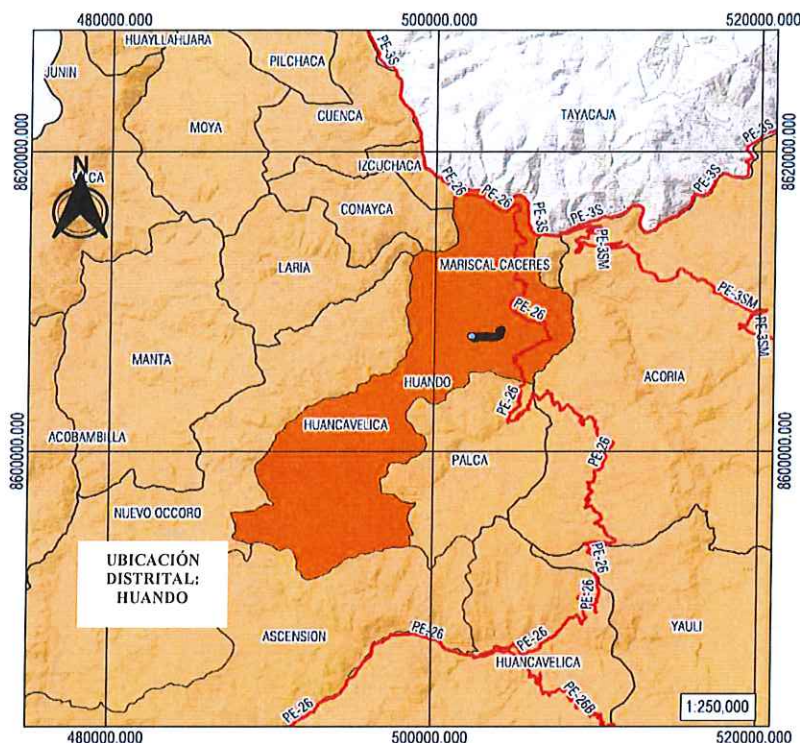 480000.000
500000.000
520000.000
HUAYLLAHUARA
JUNIN
PILCHACA
PE-3S
MOYA
CUENCA
TAYACAJA
PE-3S
8620000.000
8620000.000
IZCUCHACA
N
PE-26
PE-26
PE-3S
PE-3S
PE-3S
CONAYCA
PE-3SM
LARIA
MARISCAL CACERES
PE-3SM
PE-26
PE-3SM
MANTA
HUANDO
ACORIA
PE-26
HUANCAVELICA
ACOBAMBILLA
PE-26
8600000.000
8600000.000
PALCA
NUEVO OCCORO
UBICACIÓN
DISTRITAL:
HUANDO
PE-26
PE-26
ASCENSION
PE-26
PE-26
YAULI
HUANCAVELICA
PE-26
PE-26B
1:250,000
480000.000
500000.000
520000.000